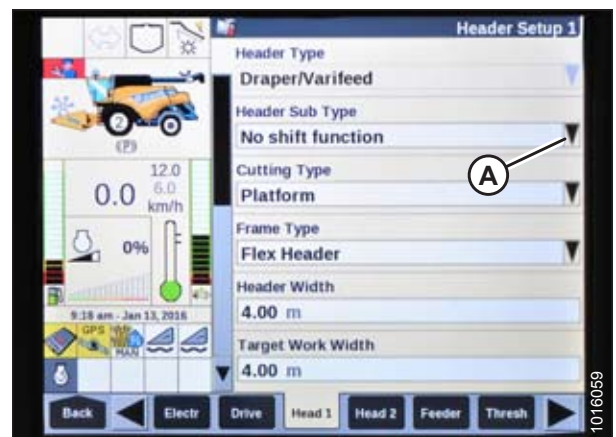 Header Setup 1
Header Type
Draper/Varifeed
Header Sub Type
No shift function
A
Cutting Type
Platform
Frame Type
Flex Header
Header Width
4.00 m
Target Work Width
4.00 m
2
(P)
12.0
0.0 6.0
km/h
0%
9:18 am - Jan 13, 2016
GPS
MAN
Back Electr Drive Head 1 Head 2 Feeder Thresh
1016059